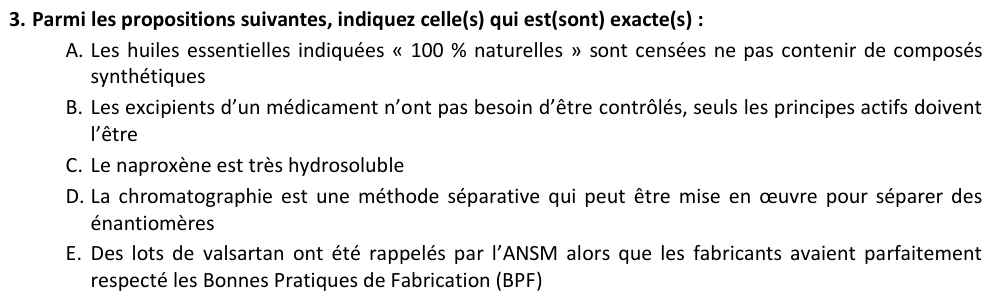 3. Parmi les propositions suivantes, indiquez celle(s) qui est(sont) exacte(s) :
A. Les huiles essentielles indiquées « 100 % naturelles » sont censées ne pas contenir de composés
synthétiques
B. Les excipients d’un médicament n’ont pas besoin d’être contrôlés, seuls les principes actifs doivent
l’être
C. Le naproxène est très hydrosoluble
D. La chromatographie est une méthode séparative qui peut être mise en œuvre pour séparer des
énantiomères
E. Des lots de valsartan ont été rappelés par l’ANSM alors que les fabricants avaient parfaitement
respecté les Bonnes Pratiques de Fabrication (BPF)